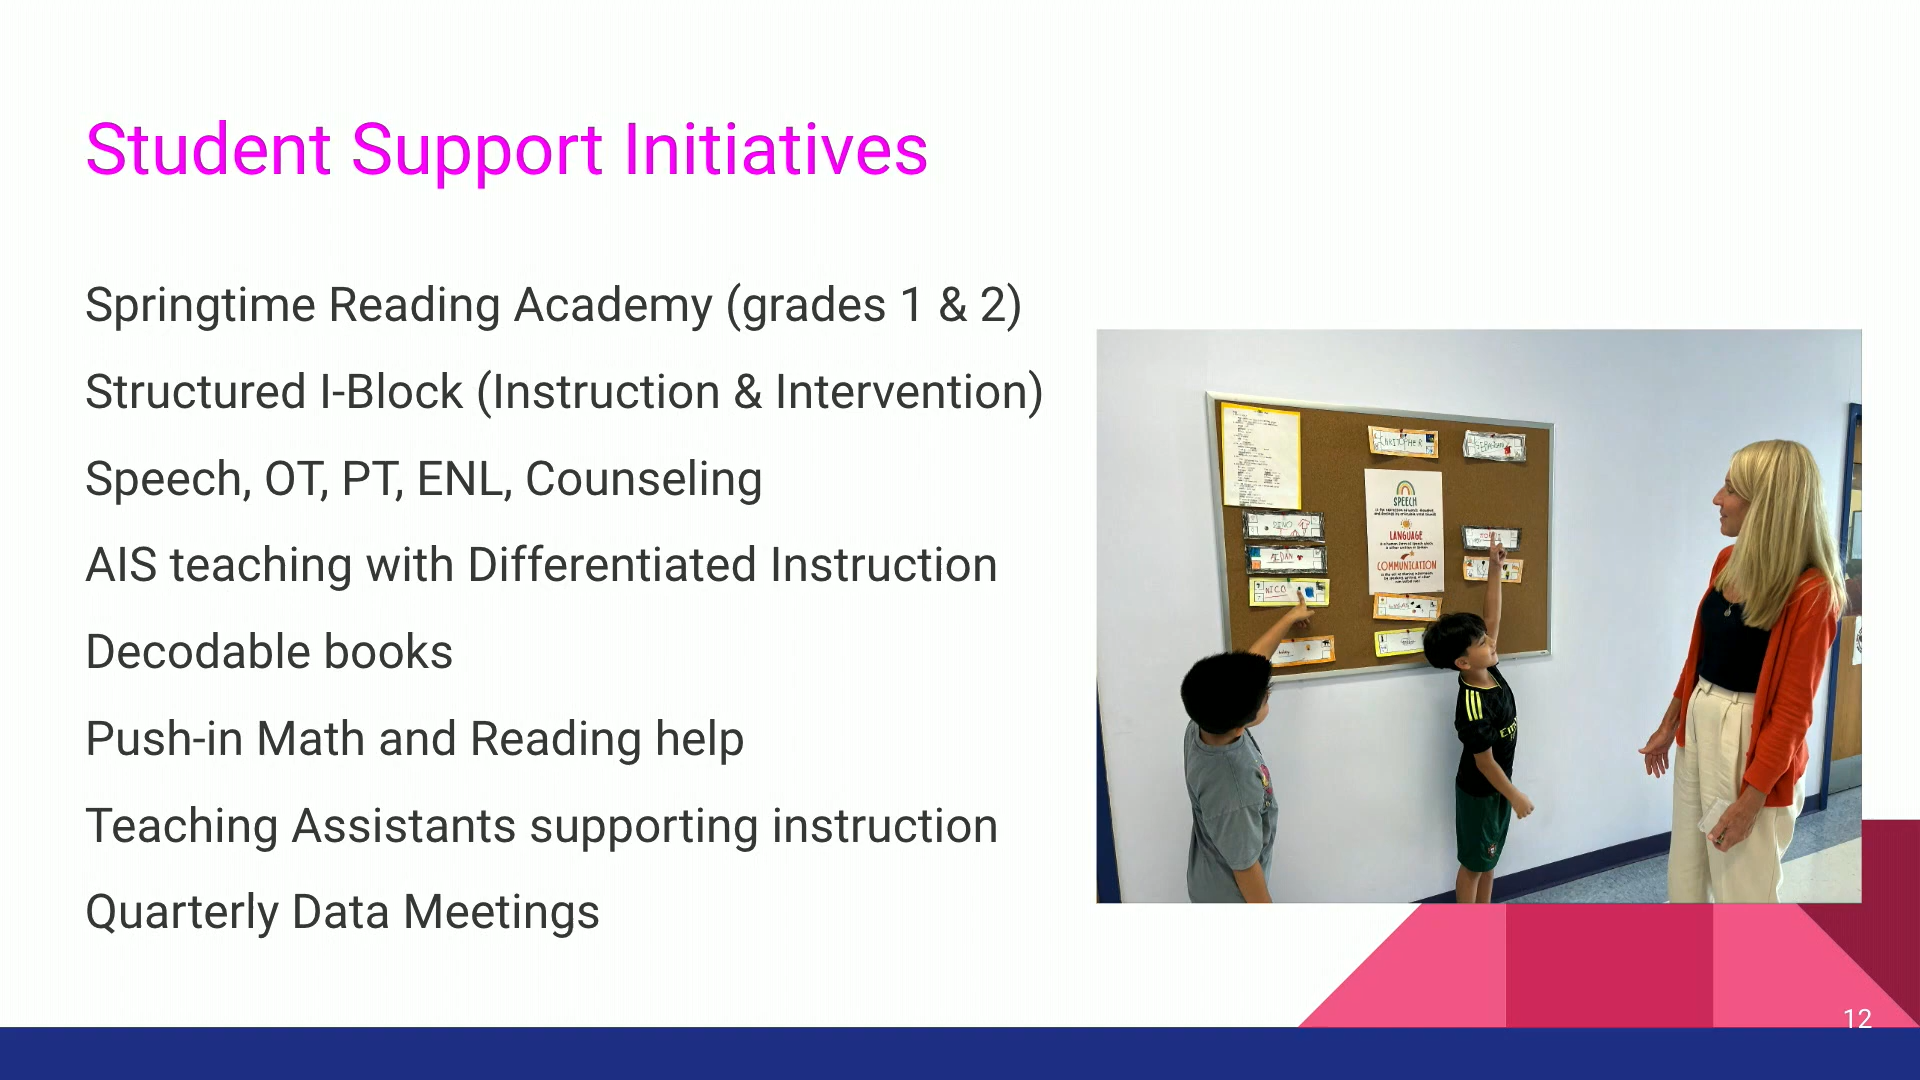 Student Support Initiatives
Springtime Reading Academy (grades 1 & 2)
Structured I-Block (Instruction & Intervention)
Speech, OT, PT, ENL, Counseling
AIS teaching with Differentiated Instruction
Decodable books
Push-in Math and Reading help
Teaching Assistants supporting instruction
Quarterly Data Meetings
SPEECH
LANGUAGE
COMMUNICATION
NICO
12